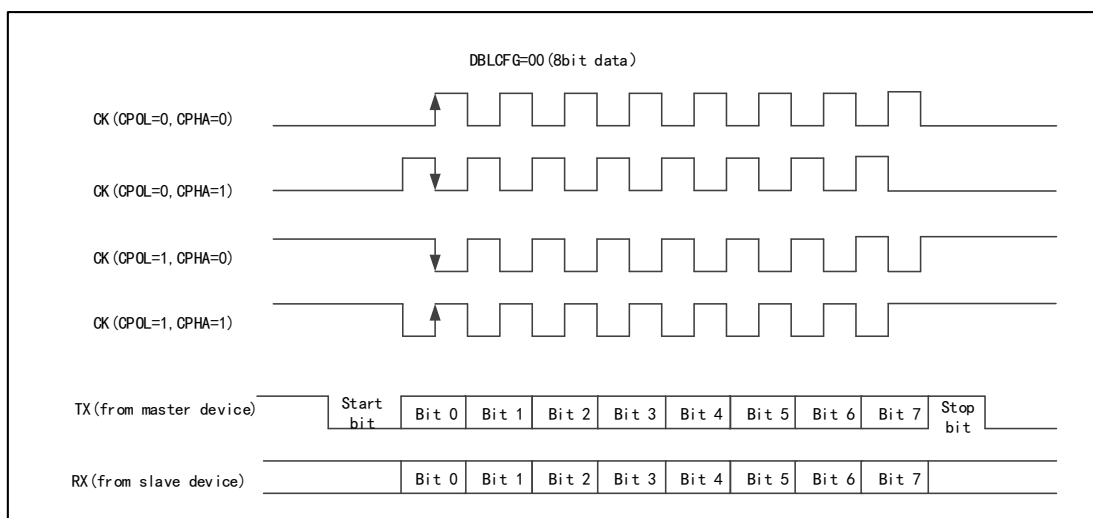 DBLCFG=00(8bit data)
CK(CPOL=0,CPHA=0)
CK(CPOL=0,CPHA=1)
CK(CPOL=1,CPHA=0)
CK(CPOL=1,CPHA=1)
TX(from master device) Start bit Bit 0 Bit 1 Bit 2 Bit 3 Bit 4 Bit 5 Bit 6 Bit 7 Stop bit
RX(from slave device) Bit 0 Bit 1 Bit 2 Bit 3 Bit 4 Bit 5 Bit 6 Bit 7